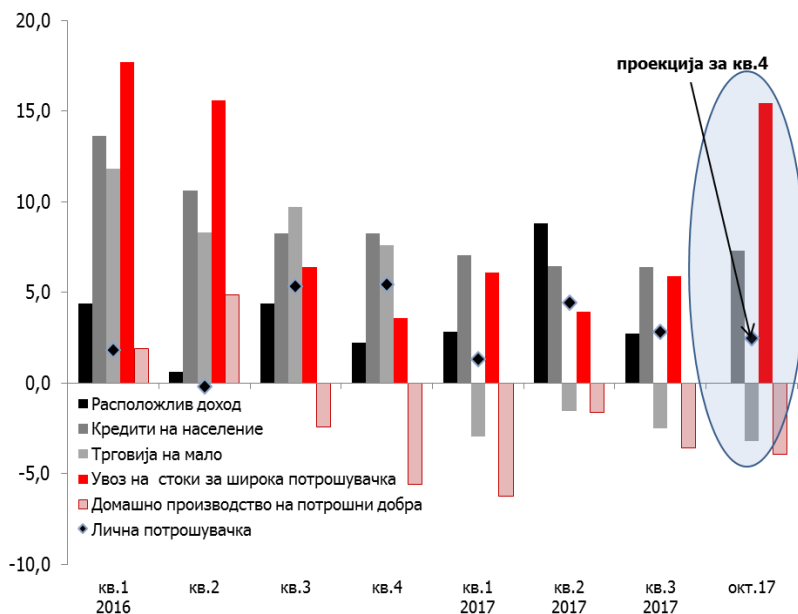 20,0
15,0
10,0
5,0
0,0
-5,0
-10,0
проекција за кв.4
Расположлив доход
Кредити на население
Трговија на мало
Увоз на стоки за широка потрошувачка
Домашно производство на потрошни добра
Лична потрошувачка
кв.1 кв.2 кв.3 кв.4 кв.1 кв.2 кв.3 окт.17
2016 2017 2017 2017